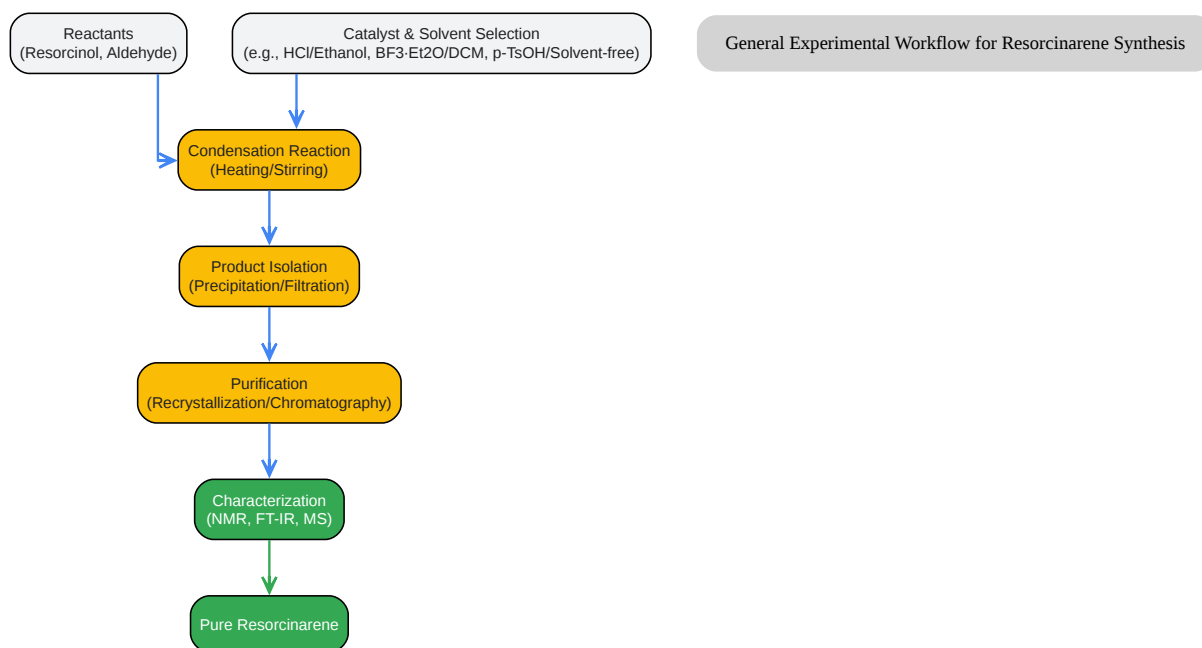 Reactants
(Resorcinol, Aldehyde)
Catalyst & Solvent Selection
(e.g., HCl/Ethanol, BF3·Et2O/DCM, p-TsOH/Solvent-free)
General Experimental Workflow for Resorcinarene Synthesis
Condensation Reaction
(Heating/Stirring)
Product Isolation
(Precipitation/Filtration)
Purification
(Recrystallization/Chromatography)
Characterization
(NMR, FT-IR, MS)
Pure Resorcinarene